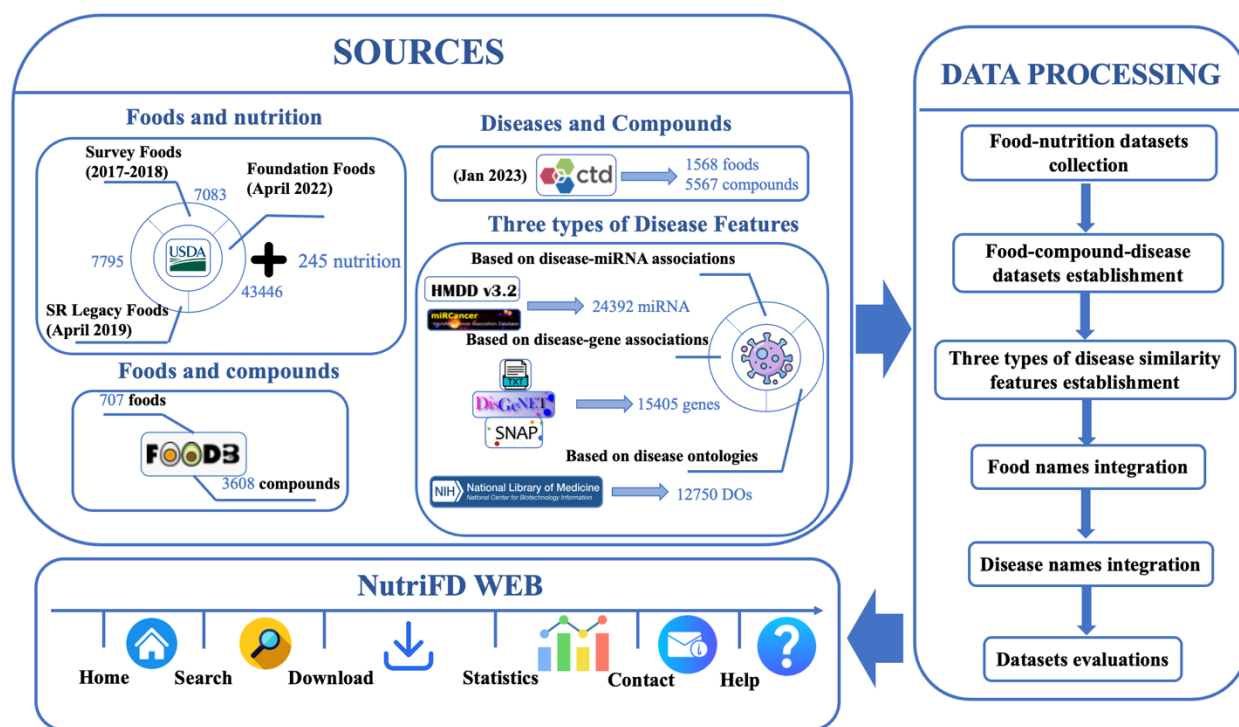 SOURCES
Foods and nutrition
Survey Foods
(2017-2018)
7083
Foundation Foods
(April 2022)
USDA
7795
245 nutrition
43446
SR Legacy Foods
(April 2019)
Foods and compounds
707 foods
FOODB
3608 compounds
Diseases and Compounds
(Jan 2023)
ctd
1568 foods
5567 compounds
Three types of Disease Features
Based on disease-miRNA associations
HMDD v3.2
24392 miRNA
miRCancer
Based on disease-gene associations
TXT
DisGeNET
15405 genes
SNAP
Based on disease ontologies
NIH National Library of Medicine
National Center for Biotechnology Information
12750 DOs
DATA PROCESSING
Food-nutrition datasets
collection
Food-compound-disease
datasets establishment
Three types of disease similarity
features establishment
Food names integration
Disease names integration
Datasets evaluations
NutriFD WEB
Home
Search
Download
Statistics
Contact
Help